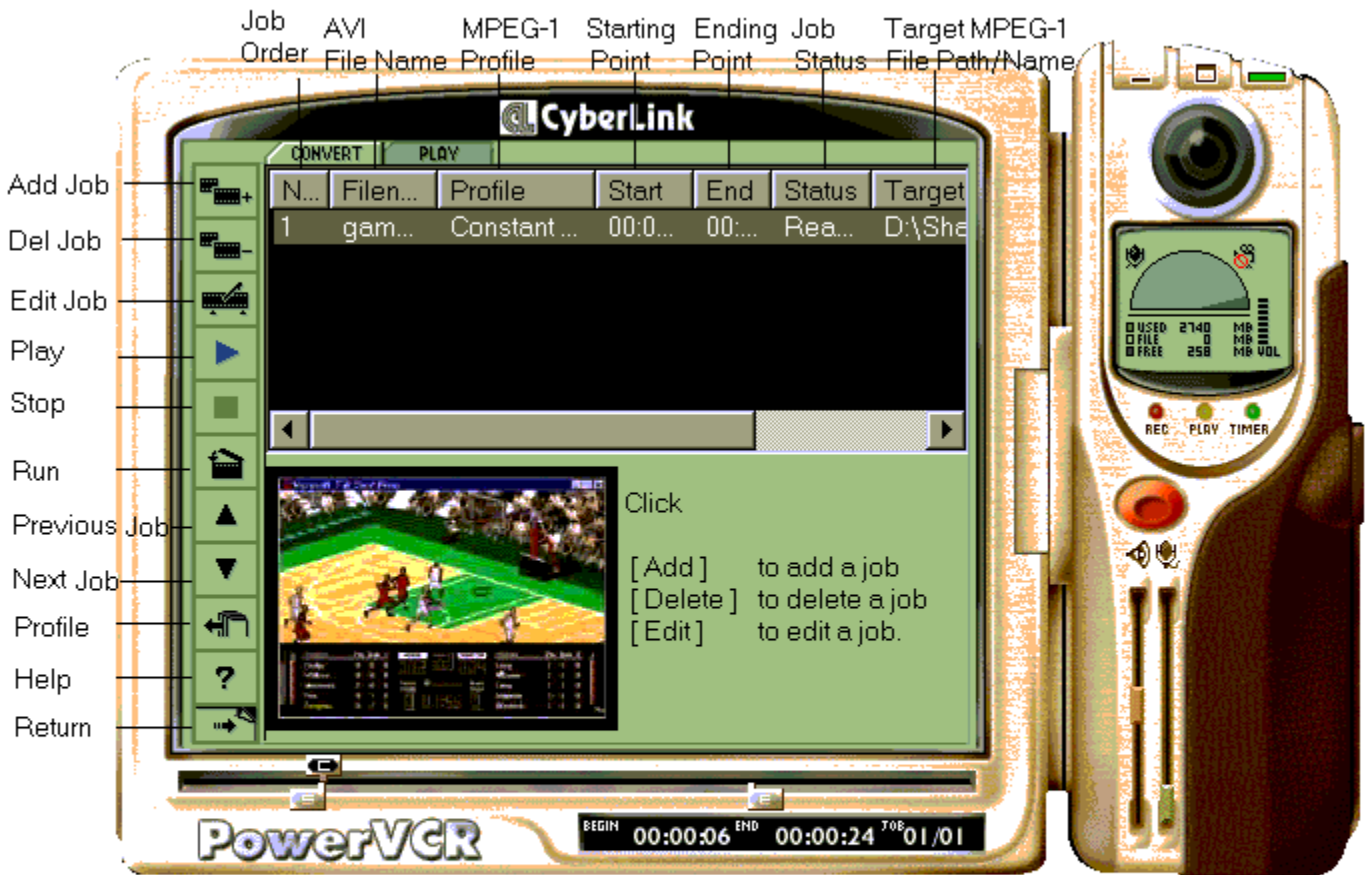 Job Order
AVI File Name
MPEG-1 Profile
Starting Point
Ending Point
Job Status
Target MPEG-1 File Path/Name
CyberLink
CONVERT PLAY
N... Filen... Profile Start End Status Target
1 gam... Constant ... 00:0... 00:... Rea... D:\Sha
Add Job
Del Job
Edit Job
Play
Stop
Run
Previous Job
Next Job
Profile
? Help
Return
Click
[ Add ] to add a job
[ Delete ] to delete a job
[ Edit ] to edit a job.
C
S
E
PowerVCR
BEGIN 00:00:06 END 00:00:24 JOB 01/01
USED 2740 MB
FILE 0 MB
FREE 258 MB VOL
REC PLAY TIMER